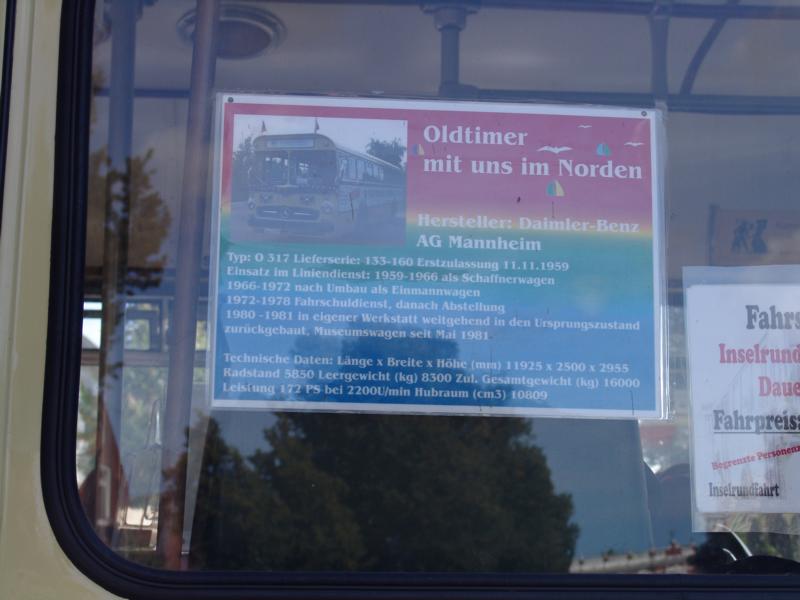 Oldtimer
mit uns im Norden
Hersteller: Daimler-Benz
AG Mannheim
Typ: O 317 Lieferserie: 133-160 Erstzulassung 11.11.1959
Einsatz im Liniendienst: 1959-1966 als Schaffnerwagen
1966-1972 nach Umbau als Einmannwagen
1972-1978 Fahrschuldienst, danach Abstellung
1980 -1981 in eigener Werkstatt weitgehend in den Ursprungszustand
zurückgebaut, Museumswagen seit Mai 1981.
Technische Daten: Länge x Breite x Höhe (mm) 11925 x 2500 x 2955
Radstand 5850 Leergewicht (kg) 8300 Zul. Gesamtgewicht (kg) 16000
Leistung 172 PS bei 2200U/min Hubraum (cm3) 10809
Fahrs
Inselrund
Daue
Fahrpreis
Begrenzte Personenz
Inselrundfahrt